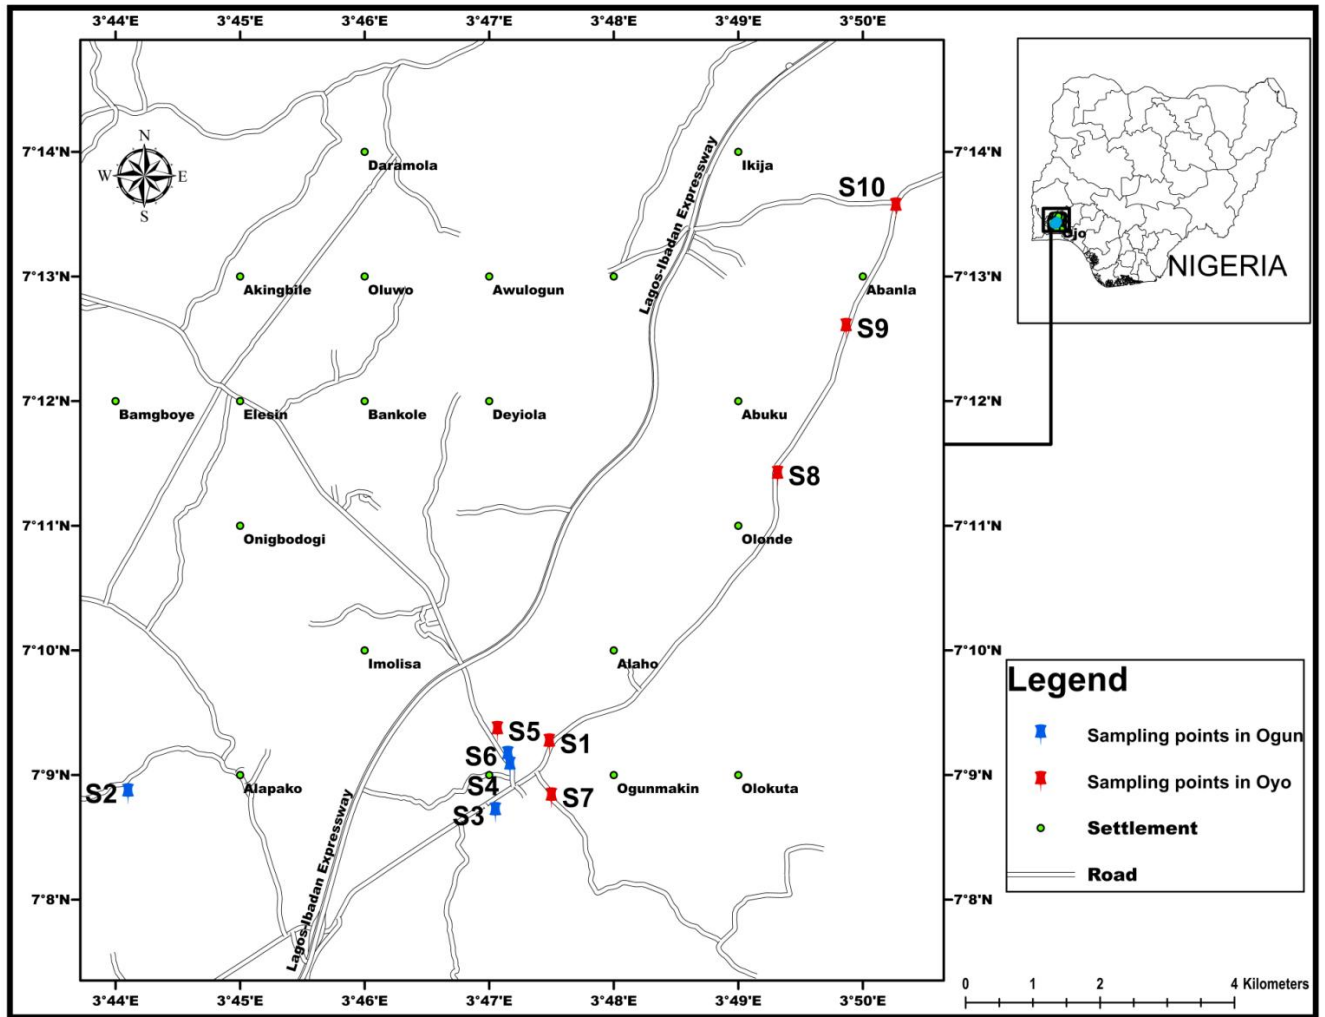 3°44'E 3°45'E 3°46'E 3°47'E 3°48'E 3°49'E 3°50'E
7°14'N 7°14'N
N
W E
S
Daramola
Ikija
S10
Lagos-Ibadan Expressway
7°13'N 7°13'N
Akingbile Oluwo Awulogun Abanla
S9
7°12'N 7°12'N
Bamgboye Elesin Bankole Deyiola Abuku
S8
7°11'N 7°11'N
Onigbodogi Olonde
7°10'N 7°10'N
Imolisa Alaho
S5 S1
S6
7°9'N 7°9'N
S2 Alapako S4 S7 Ogunmakin Olokuta
S3
Lagos-Ibadan Expressway
7°8'N 7°8'N
3°44'E 3°45'E 3°46'E 3°47'E 3°48'E 3°49'E 3°50'E
NIGERIA
Legend
Sampling points in Ogun
Sampling points in Oyo
Settlement
Road
0 1 2 4 Kilometers